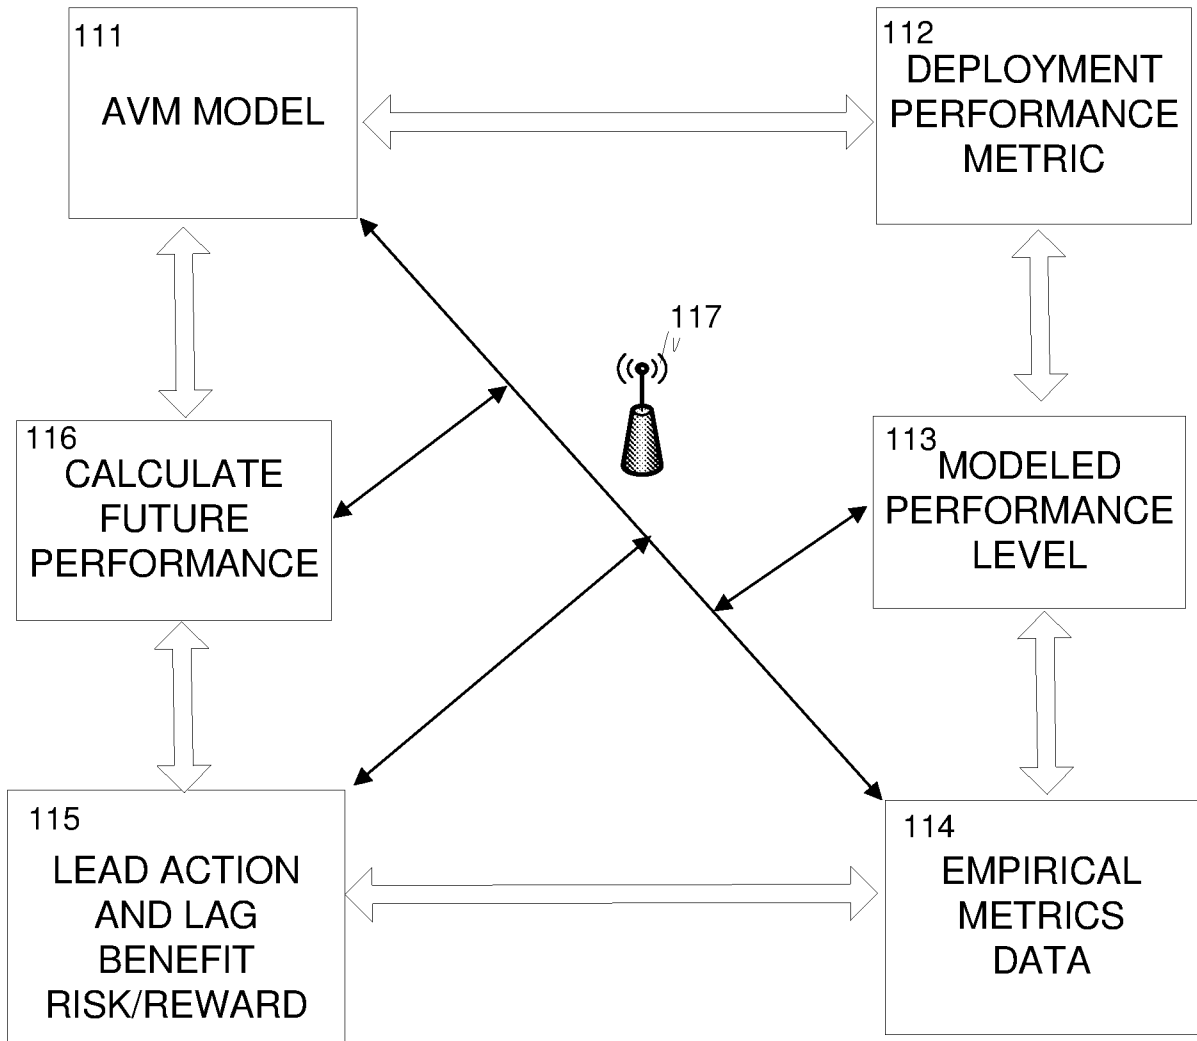 111
AVM MODEL
112
DEPLOYMENT
PERFORMANCE
METRIC
117
116
CALCULATE
FUTURE
PERFORMANCE
113
MODELED
PERFORMANCE
LEVEL
115
LEAD ACTION
AND LAG
BENEFIT
RISK/REWARD
114
EMPIRICAL
METRICS
DATA